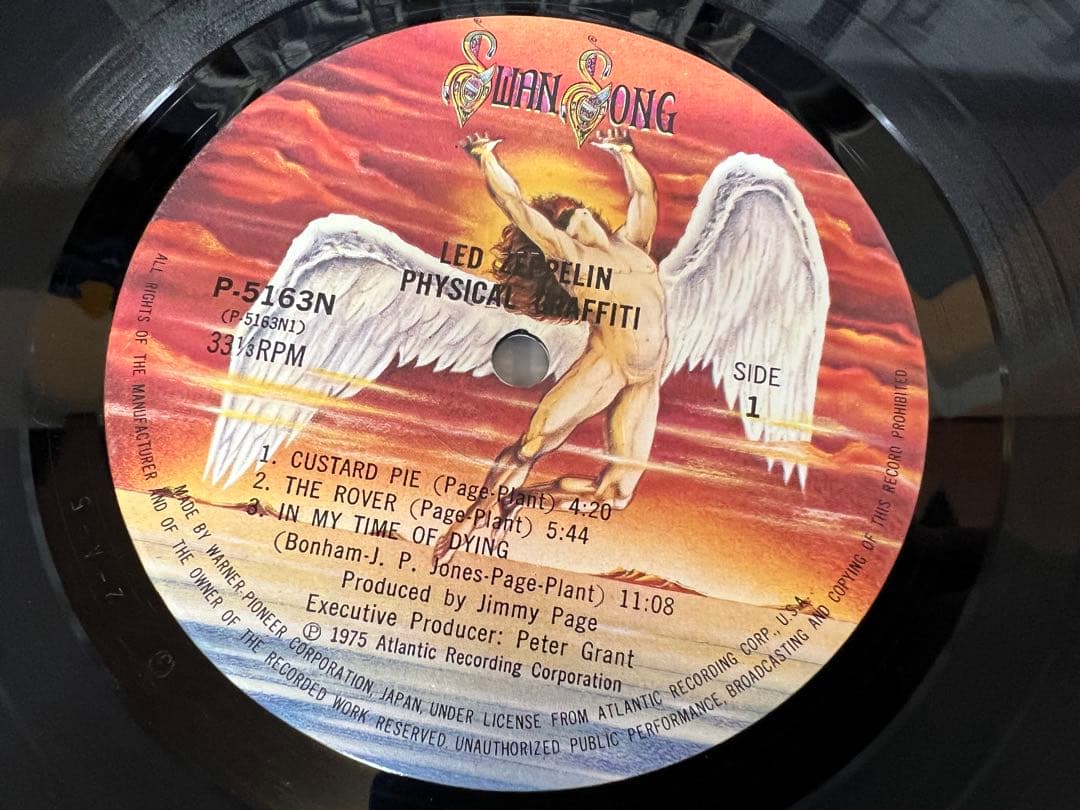 SWAN SONG
LED ZEPPELIN
PHYSICAL GRAFFITI
P-5163N
(P-5163N1)
33⅓RPM
SIDE
1
1. CUSTARD PIE (Page-Plant) 4:20
2. THE ROVER (Page-Plant) 5:44
3. IN MY TIME OF DYING
(Bonham-J. P. Jones-Page-Plant) 11:08
Produced by Jimmy Page
Executive Producer: Peter Grant
Ⓟ 1975 Atlantic Recording Corporation
MADE BY WARNER-PIONEER CORPORATION, JAPAN, UNDER LICENSE FROM ATLANTIC RECORDING CORP., U.S.A.
ALL RIGHTS OF THE MANUFACTURER AND OF THE OWNER OF THE RECORDED WORK RESERVED. UNAUTHORIZED PUBLIC PERFORMANCE, BROADCASTING AND COPYING OF THIS RECORD PROHIBITED